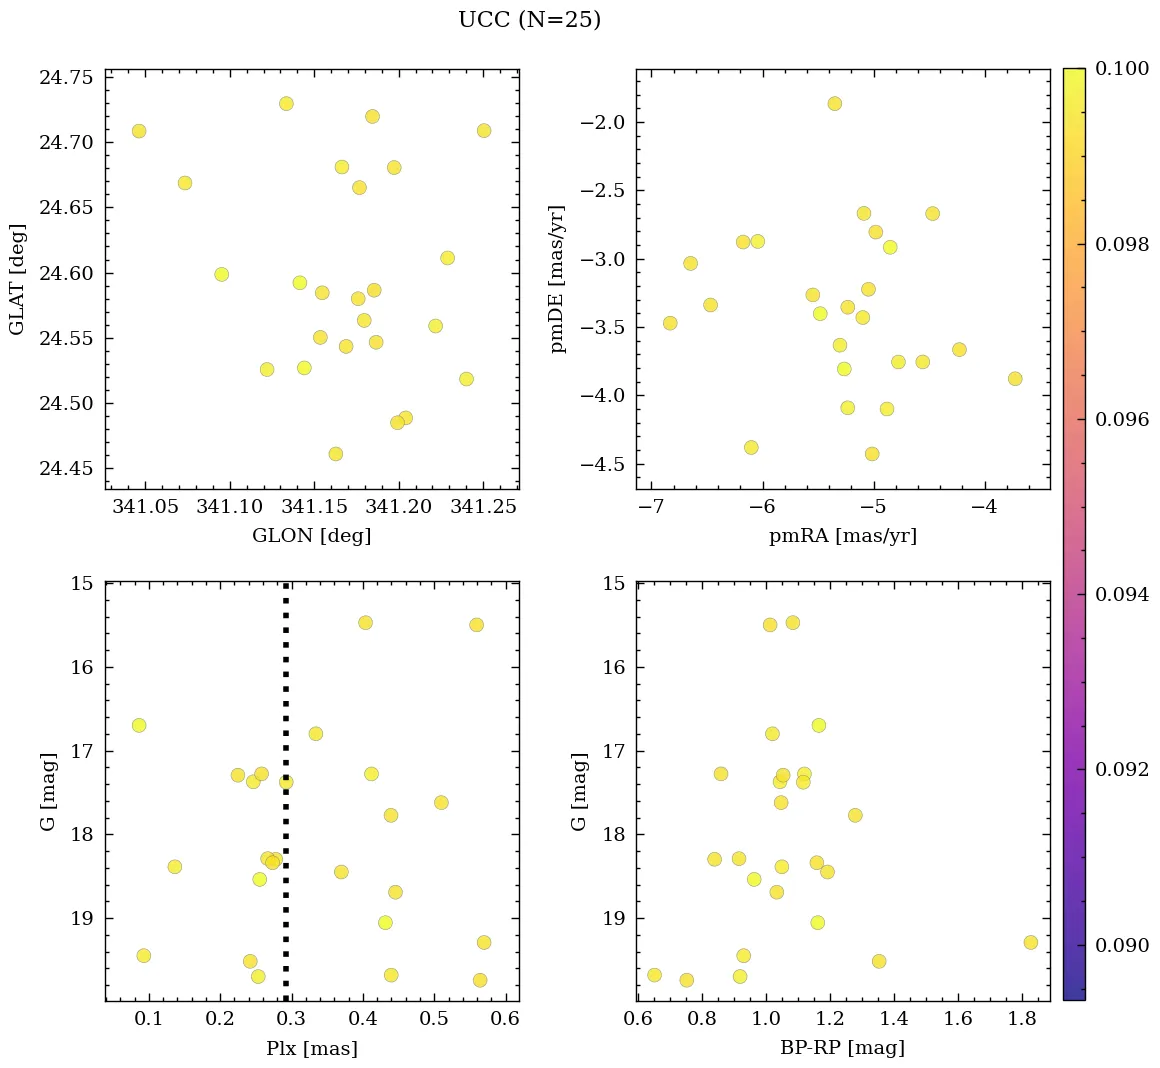 UCC (N=25)
24.75
24.70
24.65
24.60
24.55
24.50
24.45
GLAT [deg]
341.05 341.10 341.15 341.20 341.25
GLON [deg]
−2.0
−2.5
−3.0
−3.5
−4.0
−4.5
pmDE [mas/yr]
−7 −6 −5 −4
pmRA [mas/yr]
0.100
0.098
0.096
0.094
0.092
0.090
15
16
17
18
19
G [mag]
0.1 0.2 0.3 0.4 0.5 0.6
Plx [mas]
15
16
17
18
19
G [mag]
0.6 0.8 1.0 1.2 1.4 1.6 1.8
BP-RP [mag]